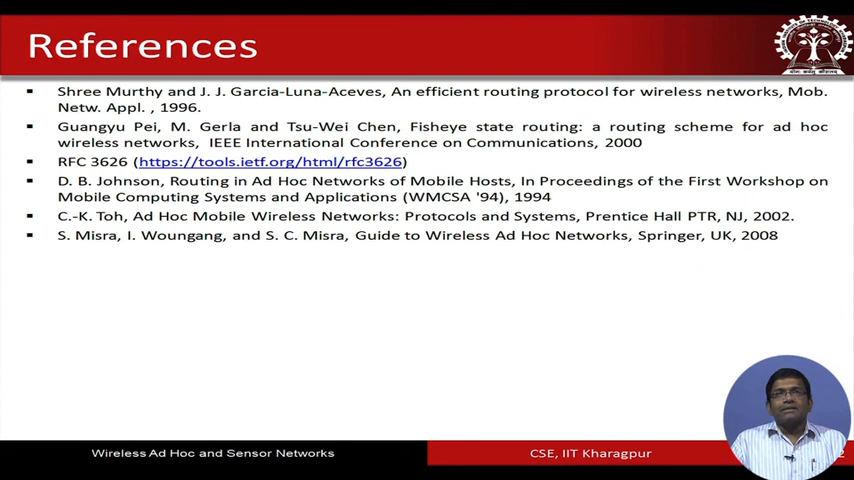 References
▪ Shree Murthy and J. J. Garcia-Luna-Aceves, An efficient routing protocol for wireless networks, Mob.
Netw. Appl. , 1996.
▪ Guangyu Pei, M. Gerla and Tsu-Wei Chen, Fisheye state routing: a routing scheme for ad hoc
wireless networks, IEEE International Conference on Communications, 2000
▪ RFC 3626 (https://tools.ietf.org/html/rfc3626)
▪ D. B. Johnson, Routing in Ad Hoc Networks of Mobile Hosts, In Proceedings of the First Workshop on
Mobile Computing Systems and Applications (WMCSA '94), 1994
▪ C.-K. Toh, Ad Hoc Mobile Wireless Networks: Protocols and Systems, Prentice Hall PTR, NJ, 2002.
▪ S. Misra, I. Woungang, and S. C. Misra, Guide to Wireless Ad Hoc Networks, Springer, UK, 2008
Wireless Ad Hoc and Sensor Networks
CSE, IIT Kharagpur